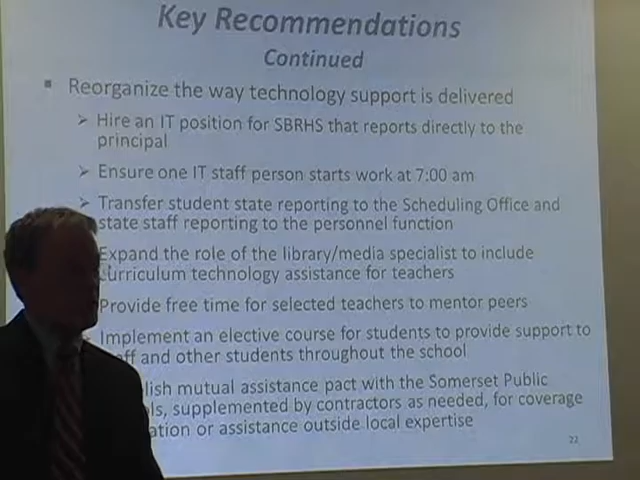 Key Recommendations
Continued
Reorganize the way technology support is delivered
Hire an IT position for SBRHS that reports directly to the
principal
Ensure one IT staff person starts work at 7:00 am
Transfer student state reporting to the Scheduling Office and
state staff reporting to the personnel function
Expand the role of the library/media specialist to include
curriculum technology assistance for teachers
Provide free time for selected teachers to mentor peers
Implement an elective course for students to provide support to
aff and other students throughout the school
lish mutual assistance pact with the Somerset Public
ls, supplemented by contractors as needed, for coverage
ation or assistance outside local expertise
22